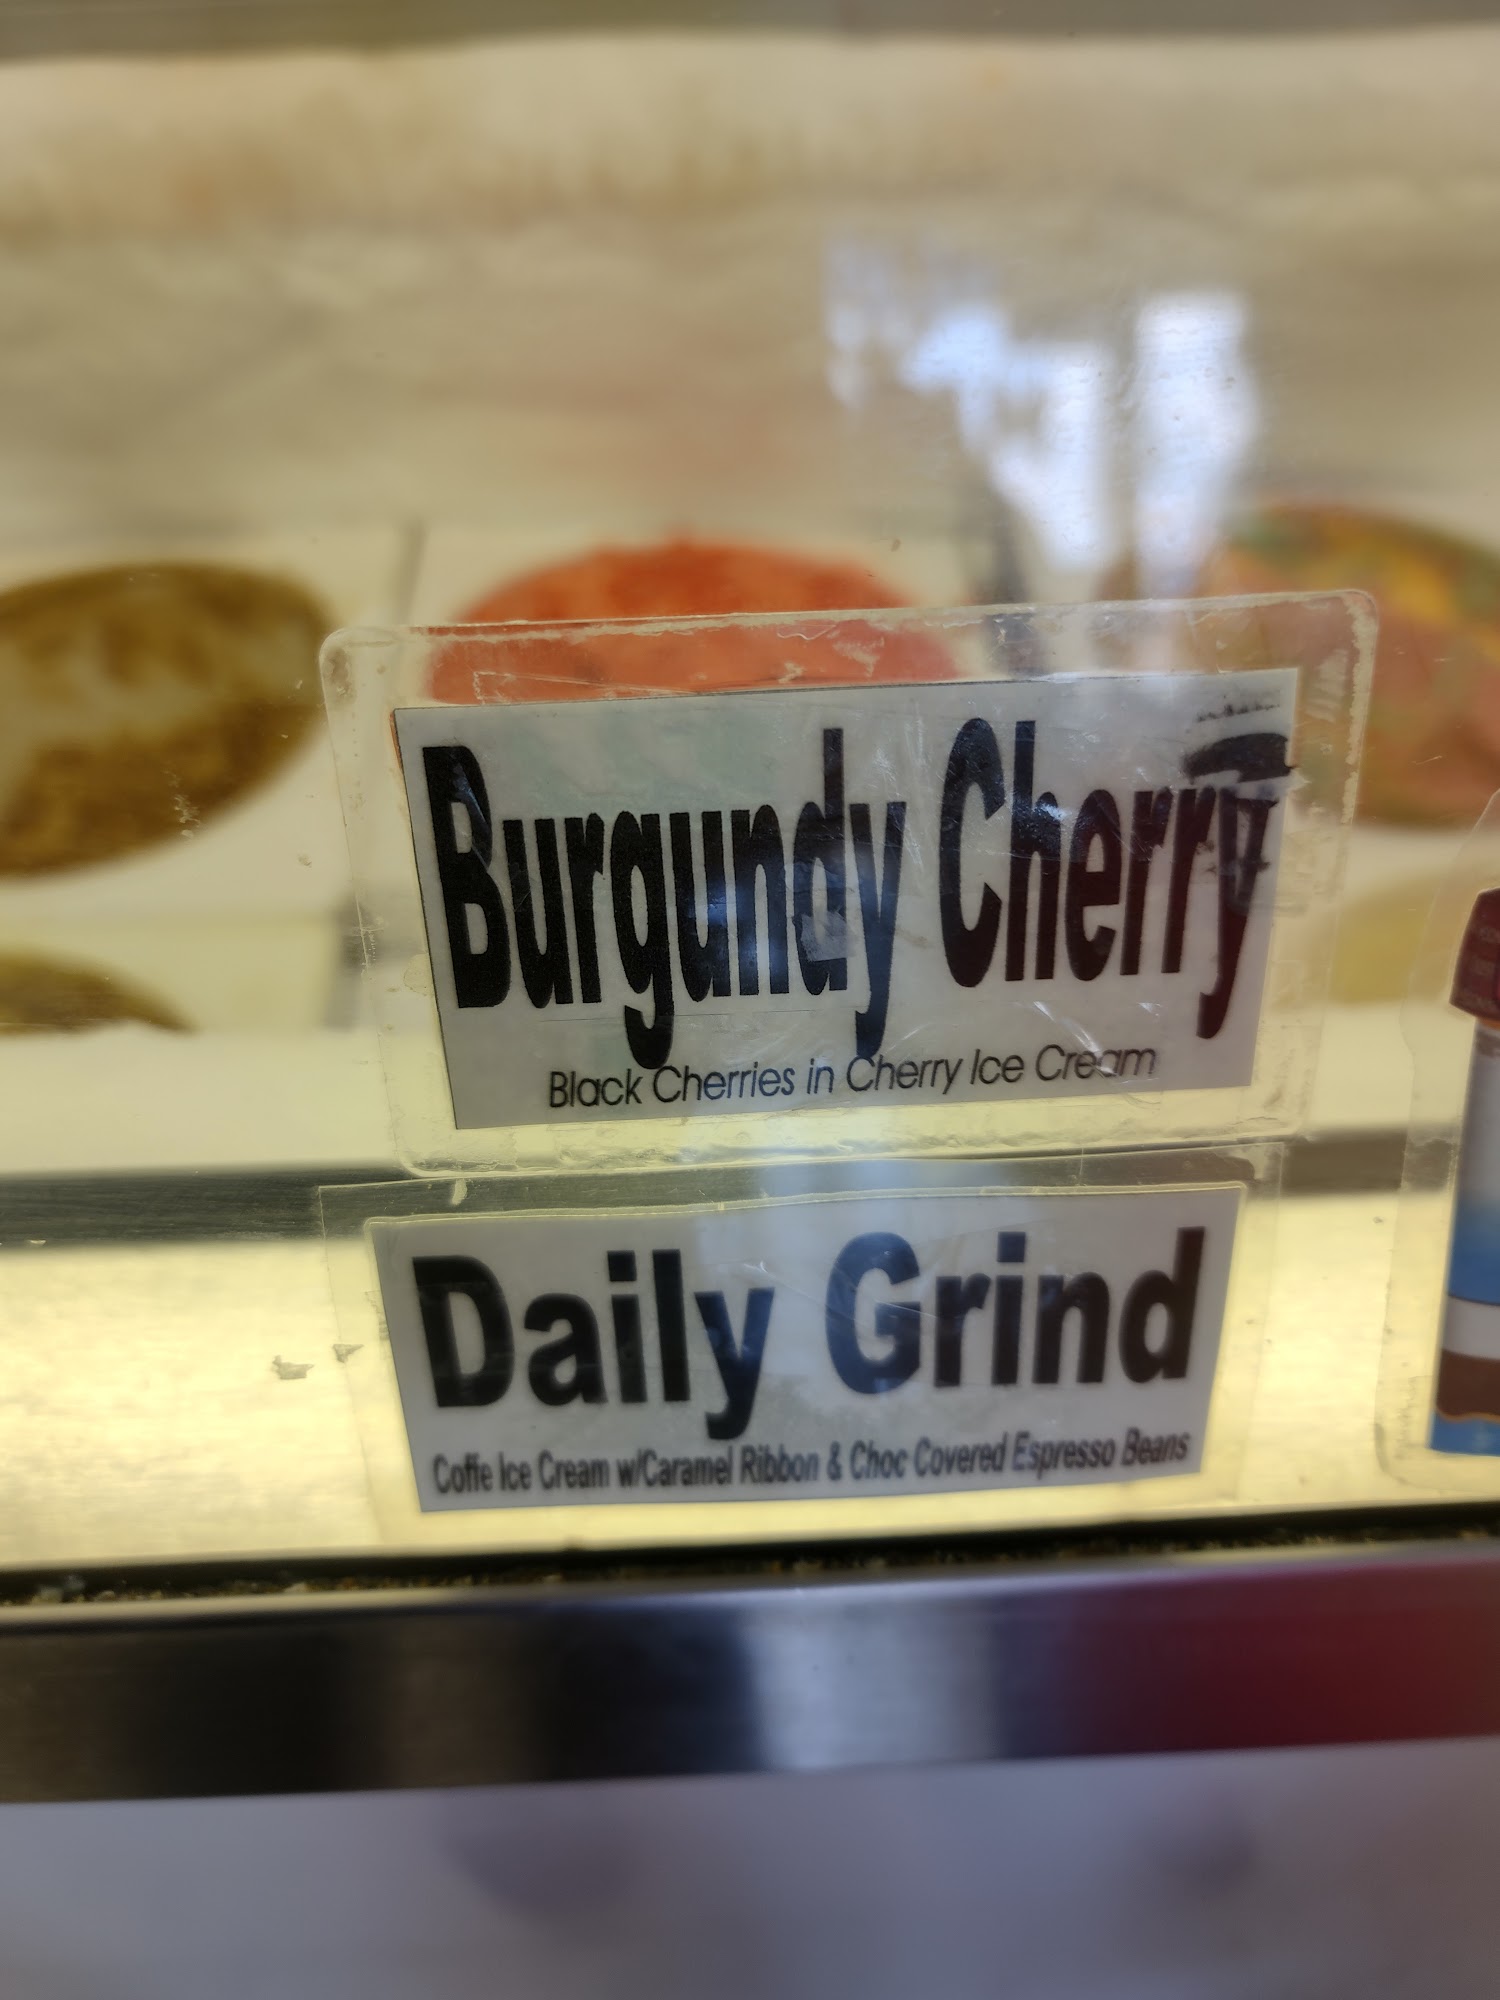 Burgundy Cherry
Black Cherries in Cherry Ice Cream
Daily Grind
Coffe Ice Cream w/Caramel Ribbon & Choc Covered Espresso Beans